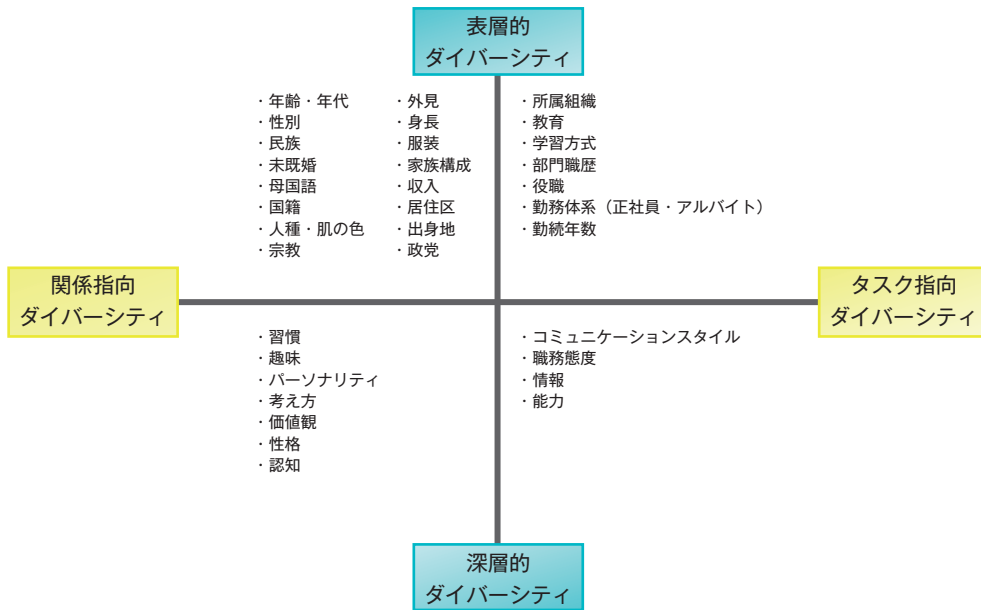 表層的
ダイバーシティ
・年齢・年代
・性別
・民族
・未既婚
・母国語
・国籍
・人種・肌の色
・宗教
・外見
・身長
・服装
・家族構成
・収入
・居住区
・出身地
・政党
・所属組織
・教育
・学習方式
・部門職歴
・役職
・勤務体系（正社員・アルバイト）
・勤続年数
関係指向
ダイバーシティ
タスク指向
ダイバーシティ
・習慣
・趣味
・パーソナリティ
・考え方
・価値観
・性格
・認知
・コミュニケーションスタイル
・職務態度
・情報
・能力
深層的
ダイバーシティ